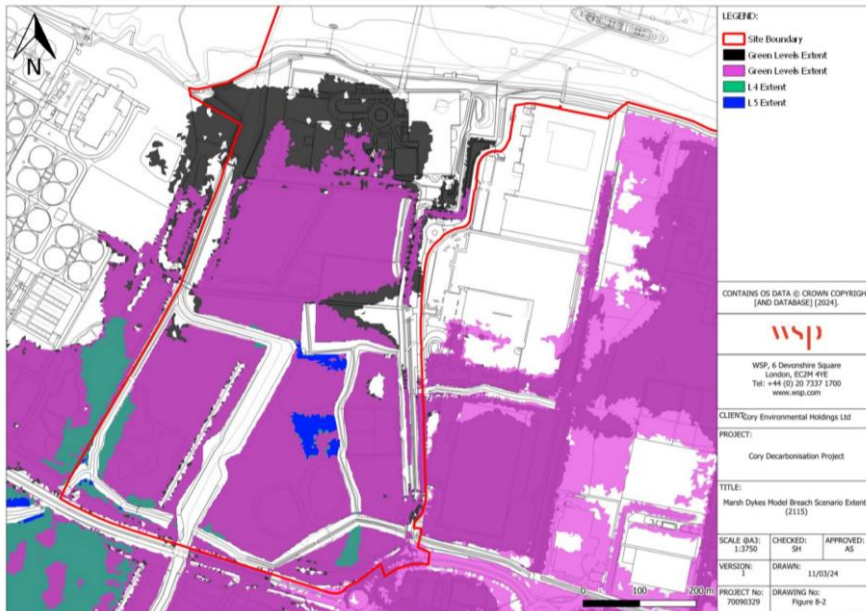 N
LEGEND:
Site Boundary
Green Levels Extent
Green Levels Extent
L4 Extent
L5 Extent
CONTAINS OS DATA © CROWN COPYRIGH
[AND DATABASE] [2024].
wsp
WSP, 6 Devonshire Square
London, EC2M 4YE
Tel: +44 (0) 20 7337 1700
www.wsp.com
CLIENT:Cory Environmental Holdings Ltd
PROJECT:
Cory Decarbonisation Project
TITLE:
Marsh Dykes Model Breach Scenario Extent
(2115)
SCALE @A3:
1:3750
CHECKED:
SH
APPROVED:
AS
VERSION:
1
DRAWN:
11/03/24
PROJECT No:
70090329
DRAWING No:
Figure 8-2
0 100 200 m